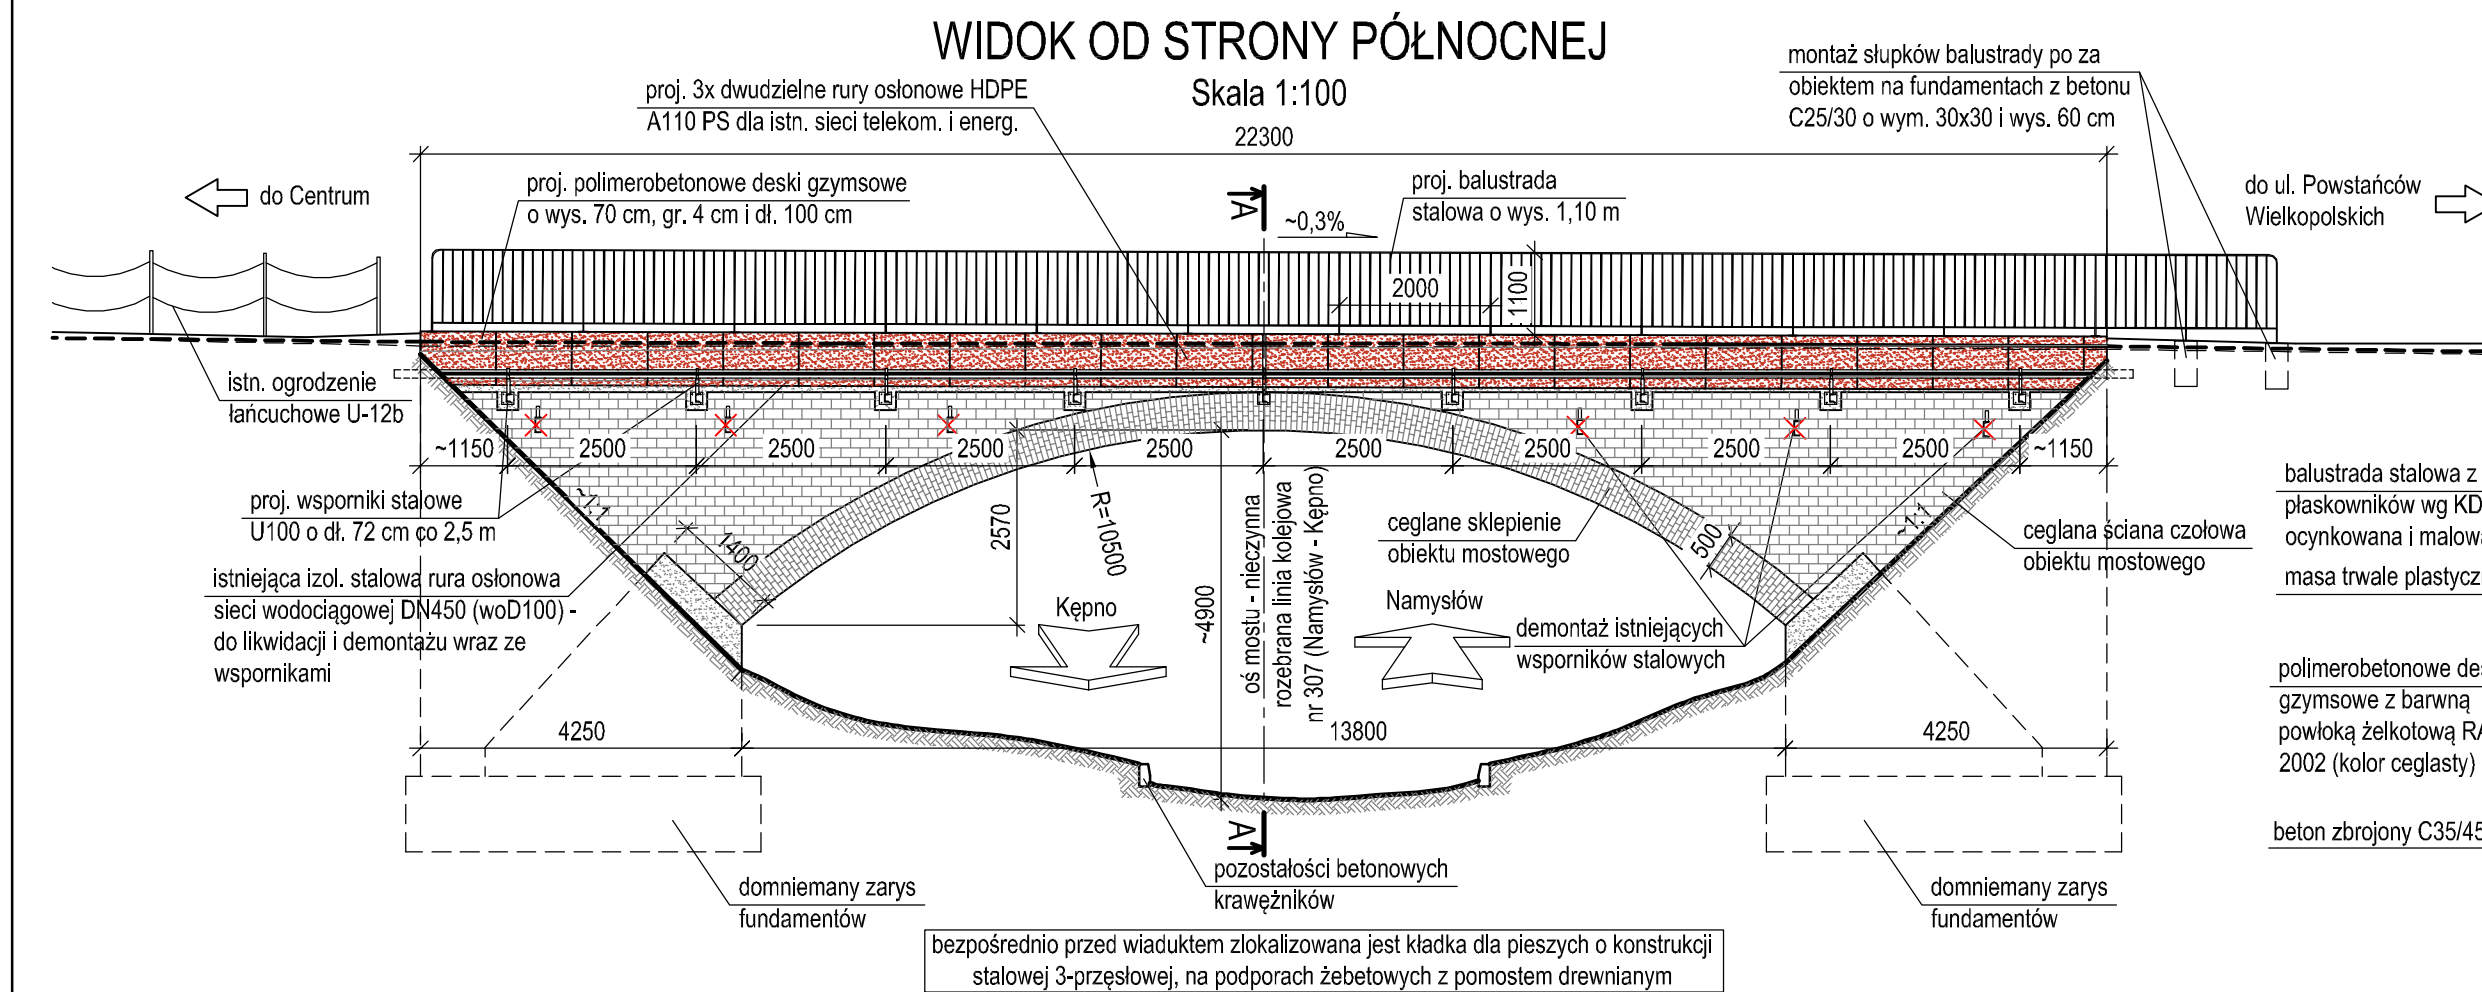 WIDOK OD STRONY PÓŁNOCNEJ
Skala 1:100
22300
proj. 3x dwudzielne rury osłonowe HDPE
A110 PS dla istn. sieci telekom. i energ.
montaż słupków balustrady po za
obiektem na fundamentach z betonu
C25/30 o wym. 30x30 i wys. 60 cm
do Centrum
proj. polimerobetonowe deski gzymsowe
o wys. 70 cm, gr. 4 cm i dł. 100 cm
A
~0,3%
proj. balustrada
stalowa o wys. 1,10 m
do ul. Powstańców
Wielkopolskich
2000
1100
istn. ogrodzenie
łańcuchowe U-12b
~1150
2500
2500
2500
2500
2500
2500
2500
2500
~1150
proj. wsporniki stalowe
U100 o dł. 72 cm co 2,5 m
~1:1
1400
2570
R=10500
~4900
oś mostu - nieczynna
rozebrana linia kolejowa
nr 307 (Namysłów - Kępno)
ceglane sklepienie
obiektu mostowego
500
~1:1
ceglana ściana czołowa
obiektu mostowego
balustrada stalowa z
płaskowników wg KD
ocynkowana i malowa
masa trwale plastycz
istniejąca izol. stalowa rura osłonowa
sieci wodociągowej DN450 (woD100) -
do likwidacji i demontażu wraz ze
wspornikami
Kępno
Namysłów
demontaż istniejących
wsporników stalowych
polimerobetonowe des
gzymsowe z barwną
powłoką żelkotową RA
2002 (kolor ceglasty)
4250
13800
4250
A
beton zbrojony C35/45
pozostałości betonowych
krawężników
domniemany zarys
fundamentów
domniemany zarys
fundamentów
bezpośrednio przed wiaduktem zlokalizowana jest kładka dla pieszych o konstrukcji
stalowej 3-przęsłowej, na podporach żebetowych z pomostem drewnianym